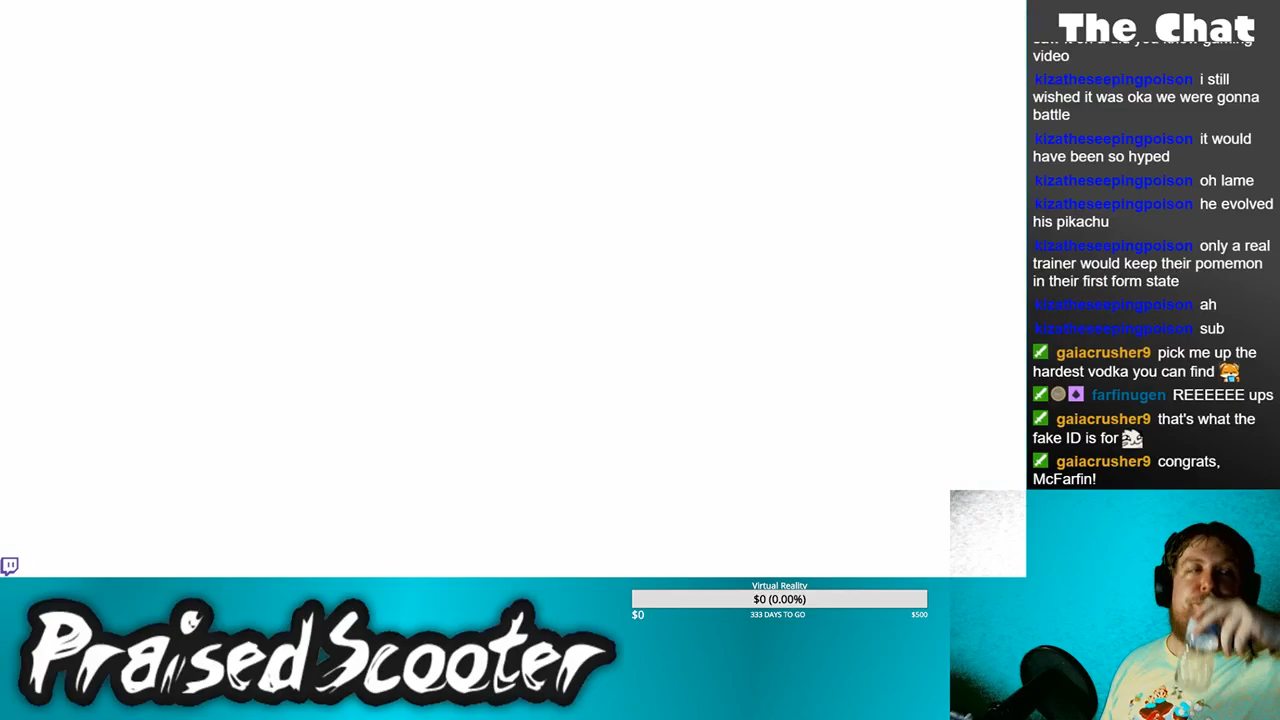 The Chat
video
kizatheseepingpoison i still
wished it was oka we were gonna
battle
kizatheseepingpoison it would
have been so hyped
kizatheseepingpoison oh lame
kizatheseepingpoison he evolved
his pikachu
kizatheseepingpoison only a real
trainer would keep their pomemon
in their first form state
kizatheseepingpoison ah
kizatheseepingpoison sub
gaiacrusher9 pick me up the
hardest vodka you can find
farfinugen REEEEEE ups
gaiacrusher9 that's what the
fake ID is for
gaiacrusher9 congrats,
McFarfin!
Virtual Reality
$0 (0.00%)
$0 333 DAYS TO GO $500
PraisedScooter